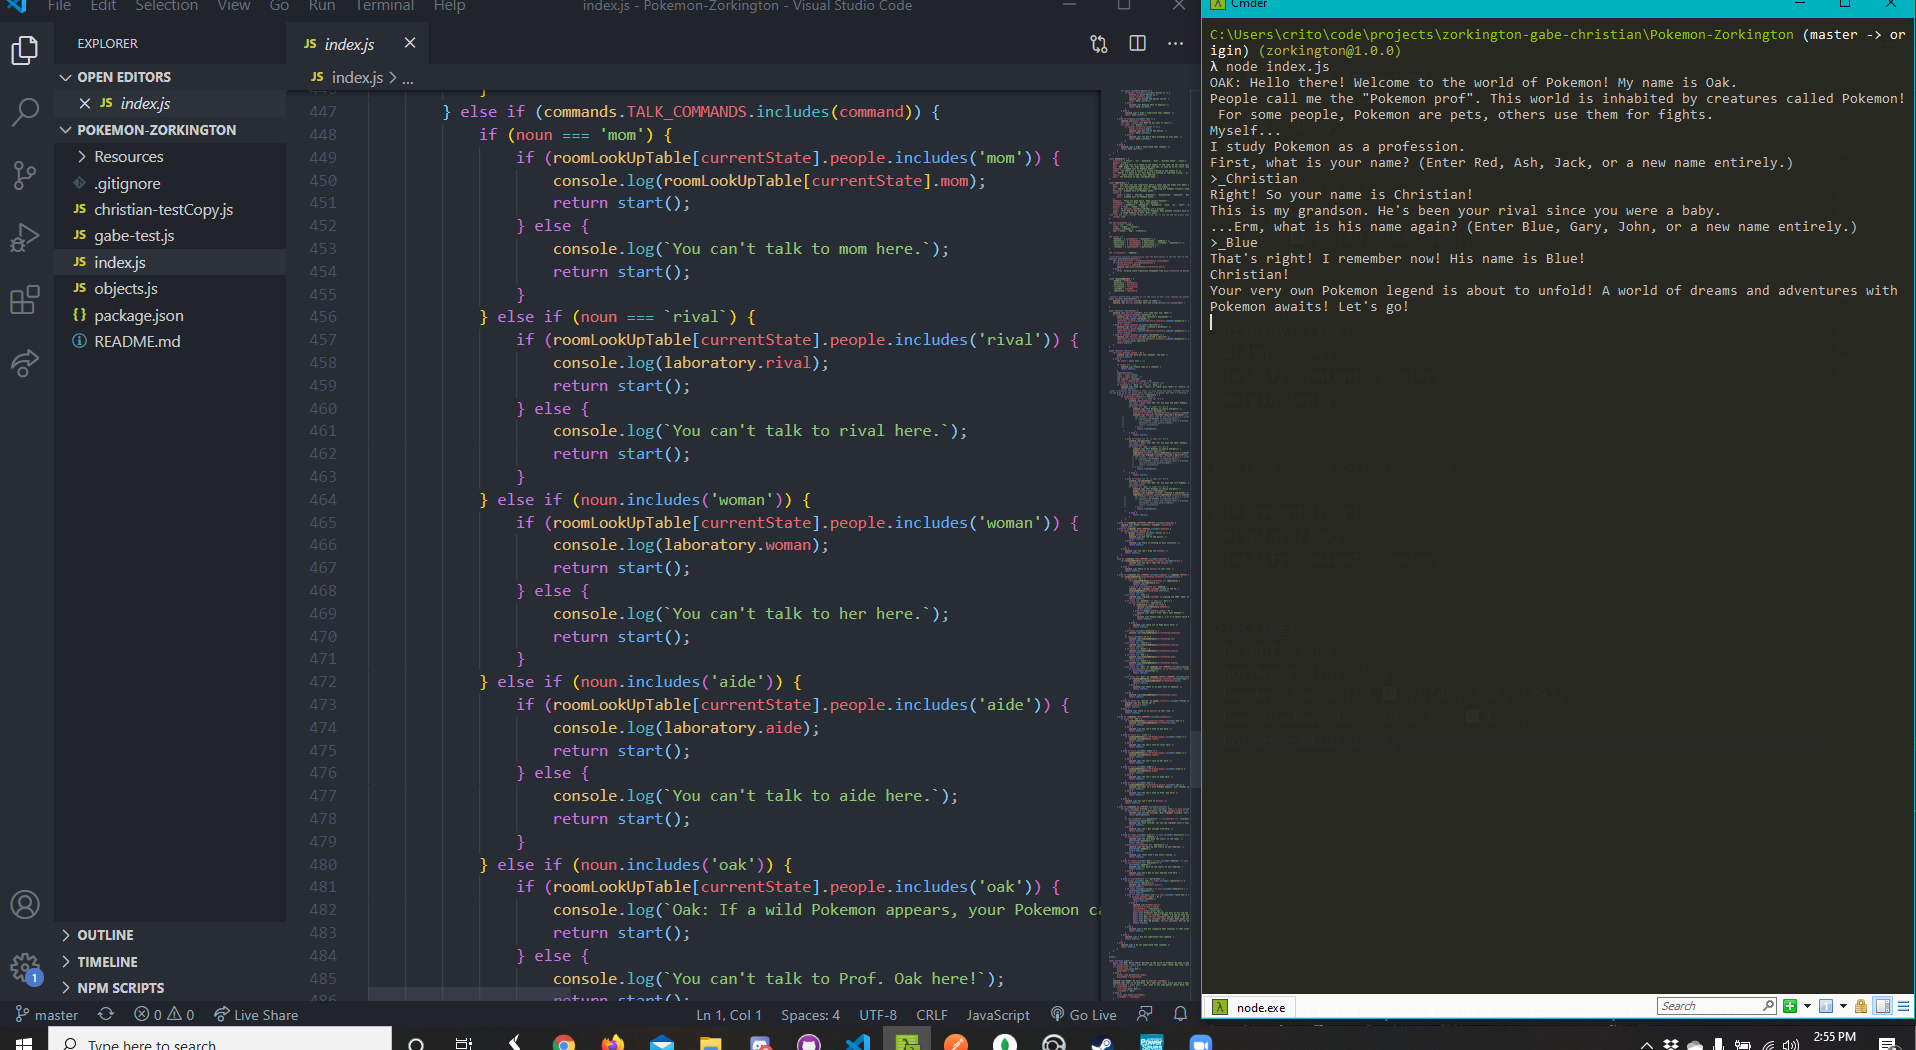 File Edit Selection View Go Run Terminal Help
index.js - Pokemon-Zorkington - Visual Studio Code
EXPLORER
OPEN EDITORS
JS index.js
POKEMON-ZORKINGTON
Resources
.gitignore
JS christian-testCopy.js
JS gabe-test.js
JS index.js
JS objects.js
{} package.json
README.md
OUTLINE
TIMELINE
NPM SCRIPTS
1
JS index.js
JS index.js > ...
447 } else if (commands.TALK_COMMANDS.includes(command)) {
448 if (noun === 'mom') {
449 if (roomLookUpTable[currentState].people.includes('mom')) {
450 console.log(roomLookUpTable[currentState].mom);
451 return start();
452 } else {
453 console.log(`You can't talk to mom here.`);
454 return start();
455 }
456 } else if (noun === `rival`) {
457 if (roomLookUpTable[currentState].people.includes('rival')) {
458 console.log(laboratory.rival);
459 return start();
460 } else {
461 console.log(`You can't talk to rival here.`);
462 return start();
463 }
464 } else if (noun.includes('woman')) {
465 if (roomLookUpTable[currentState].people.includes('woman')) {
466 console.log(laboratory.woman);
467 return start();
468 } else {
469 console.log(`You can't talk to her here.`);
470 return start();
471 }
472 } else if (noun.includes('aide')) {
473 if (roomLookUpTable[currentState].people.includes('aide')) {
474 console.log(laboratory.aide);
475 return start();
476 } else {
477 console.log(`You can't talk to aide here.`);
478 return start();
479 }
480 } else if (noun.includes('oak')) {
481 if (roomLookUpTable[currentState].people.includes('oak')) {
482 console.log(`Oak: If a wild Pokemon appears, your Pokemon ca
483 return start();
484 } else {
485 console.log(`You can't talk to Prof. Oak here!`);
486 return start();
master
0 0
Live Share
Ln 1, Col 1
Spaces: 4
UTF-8
CRLF
JavaScript
Go Live
Cmder
C:\Users\crito\code\projects\zorkington-gabe-christian\Pokemon-Zorkington (master -> or
igin) (zorkington@1.0.0)
λ node index.js
OAK: Hello there! Welcome to the world of Pokemon! My name is Oak.
People call me the "Pokemon prof". This world is inhabited by creatures called Pokemon!
For some people, Pokemon are pets, others use them for fights.
Myself...
I study Pokemon as a profession.
First, what is your name? (Enter Red, Ash, Jack, or a new name entirely.)
>_Christian
Right! So your name is Christian!
This is my grandson. He's been your rival since you were a baby.
...Erm, what is his name again? (Enter Blue, Gary, John, or a new name entirely.)
>_Blue
That's right! I remember now! His name is Blue!
Christian!
Your very own Pokemon legend is about to unfold! A world of dreams and adventures with
Pokemon awaits! Let's go!
λ node.exe
Search
Type here to search
2:55 PM